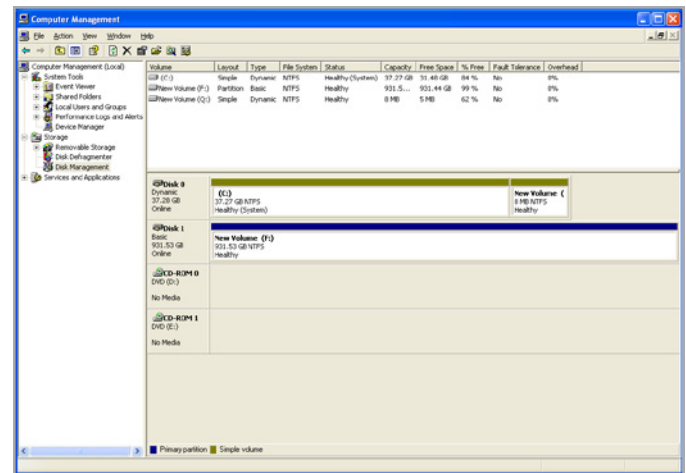 Computer Management
File Action View Window Help
Computer Management (Local)
System Tools
Event Viewer
Shared Folders
Local Users and Groups
Performance Logs and Alerts
Device Manager
Storage
Removable Storage
Disk Defragmenter
Disk Management
Services and Applications
Volume Layout Type File System Status Capacity Free Space % Free Fault Tolerance Overhead
(C:) Simple Dynamic NTFS Healthy (System) 37.27 GB 31.48 GB 84 % No 0%
New Volume (F:) Partition Basic NTFS Healthy 931.5... 931.44 GB 99 % No 0%
New Volume (Q:) Simple Dynamic NTFS Healthy 8 MB 5 MB 62 % No 0%
Disk 0
Dynamic
37.28 GB
Online
(C:)
37.27 GB NTFS
Healthy (System)
New Volume (
8 MB NTFS
Healthy
Disk 1
Basic
931.53 GB
Online
New Volume (F:)
931.53 GB NTFS
Healthy
CD-ROM 0
DVD (D:)
No Media
CD-ROM 1
DVD (E:)
No Media
Primary partition Simple volume